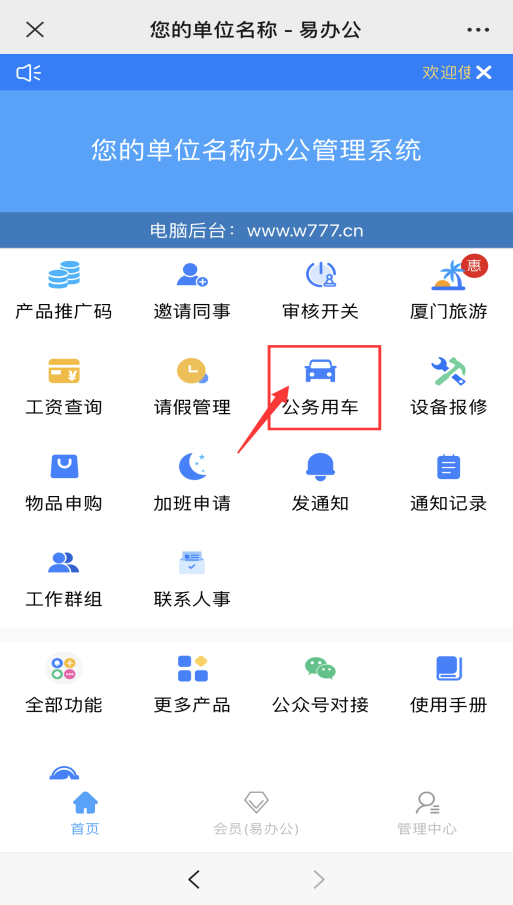 您的单位名称 – 易办公
欢迎使
您的单位名称办公管理系统
电脑后台：www.w777.cn
惠
产品推广码 邀请同事 审核开关 厦门旅游
工资查询 请假管理 公务用车 设备报修
物品申购 加班申请 发通知 通知记录
工作群组 联系人事
全部功能 更多产品 公众号对接 使用手册
首页 会员(易办公) 管理中心